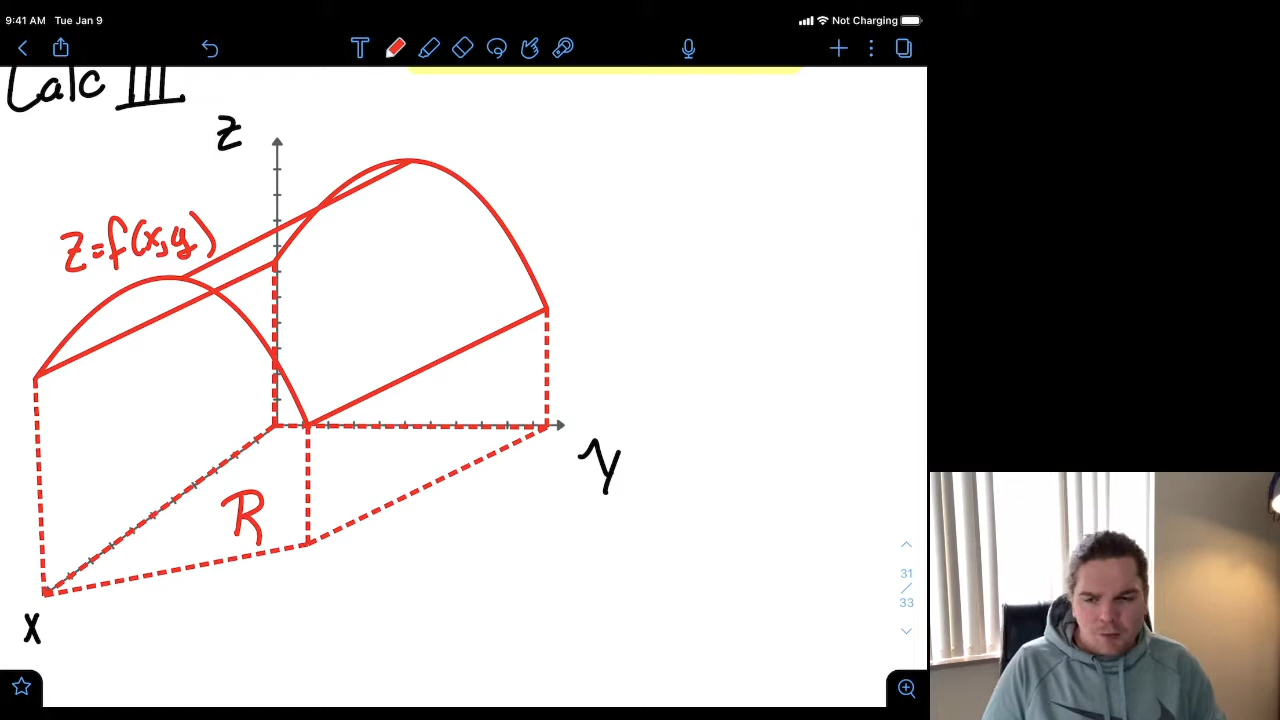 9:41 AM Tue Jan 9
Not Charging
T
Calc III
Z
z=f(x,y)
y
R
31
/
33
X